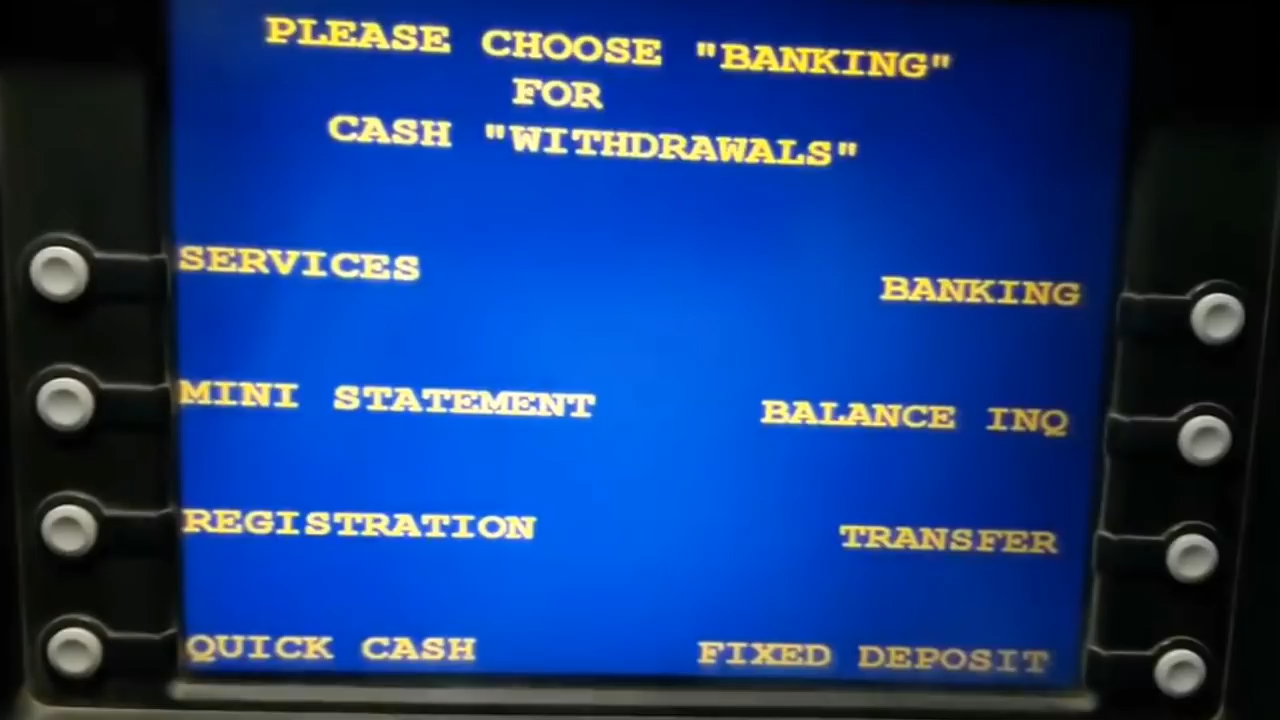 PLEASE CHOOSE "BANKING"
FOR
CASH "WITHDRAWALS"
SERVICES
BANKING
MINI STATEMENT
BALANCE INQ
REGISTRATION
TRANSFER
QUICK CASH
FIXED DEPOSIT